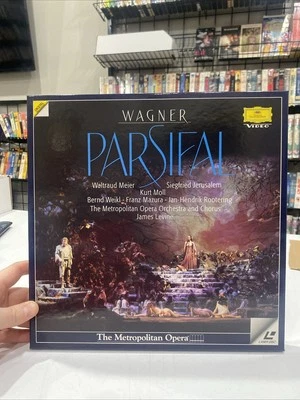 WAGNER
VIDEO
PARSIFAL
Waltraud Meier Siegfried Jerusalem
Kurt Moll
Bernd Weikl · Franz Mazura · Jan-Hendrik Rootering
The Metropolitan Opera Orchestra and Chorus
James Levine
The Metropolitan Opera